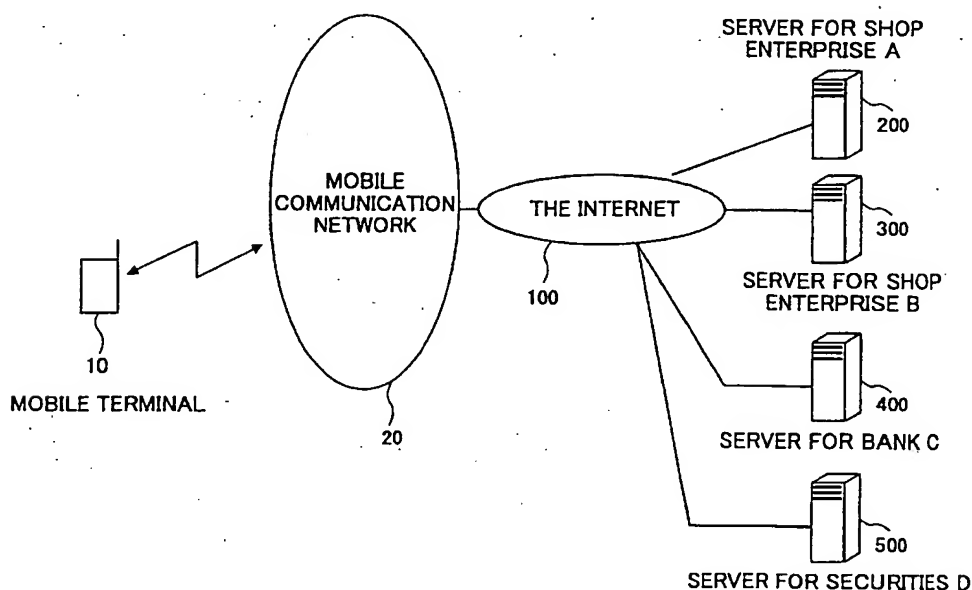 SERVER FOR SHOP
ENTERPRISE A
200
MOBILE
COMMUNICATION
NETWORK
THE INTERNET
300
100
SERVER FOR SHOP
ENTERPRISE B
10
MOBILE TERMINAL
20
400
SERVER FOR BANK C
500
SERVER FOR SECURITIES D